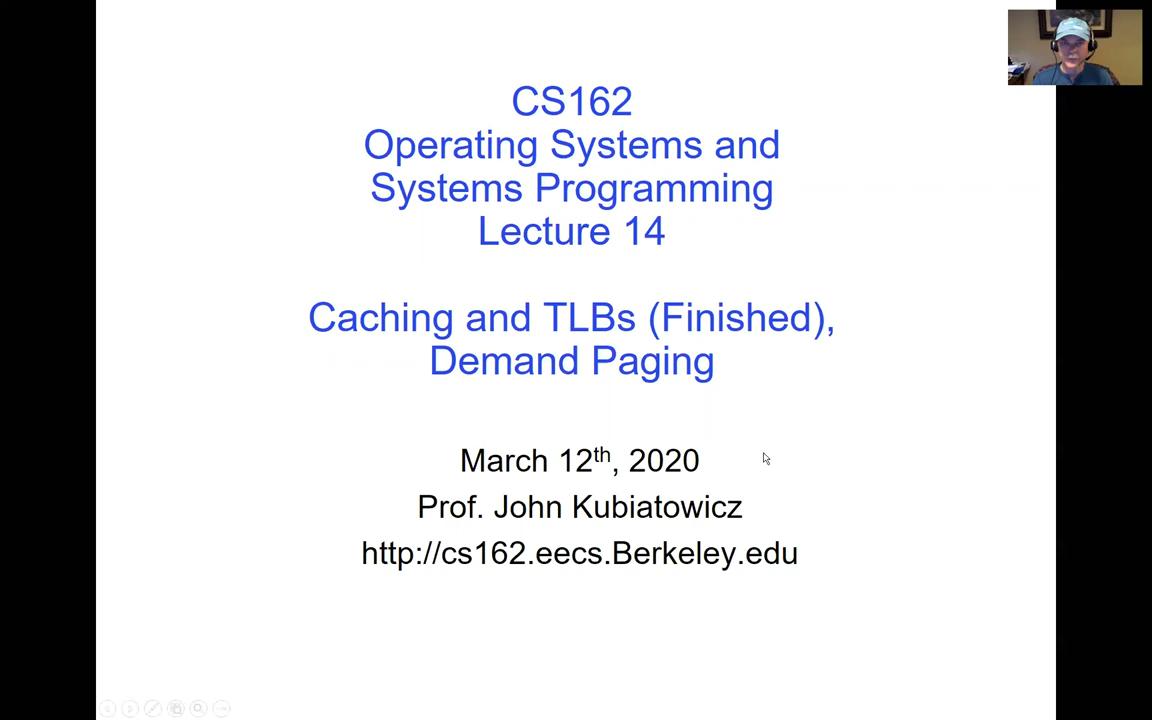 CS162
Operating Systems and
Systems Programming
Lecture 14
Caching and TLBs (Finished),
Demand Paging
March 12th, 2020
Prof. John Kubiatowicz
http://cs162.eecs.Berkeley.edu